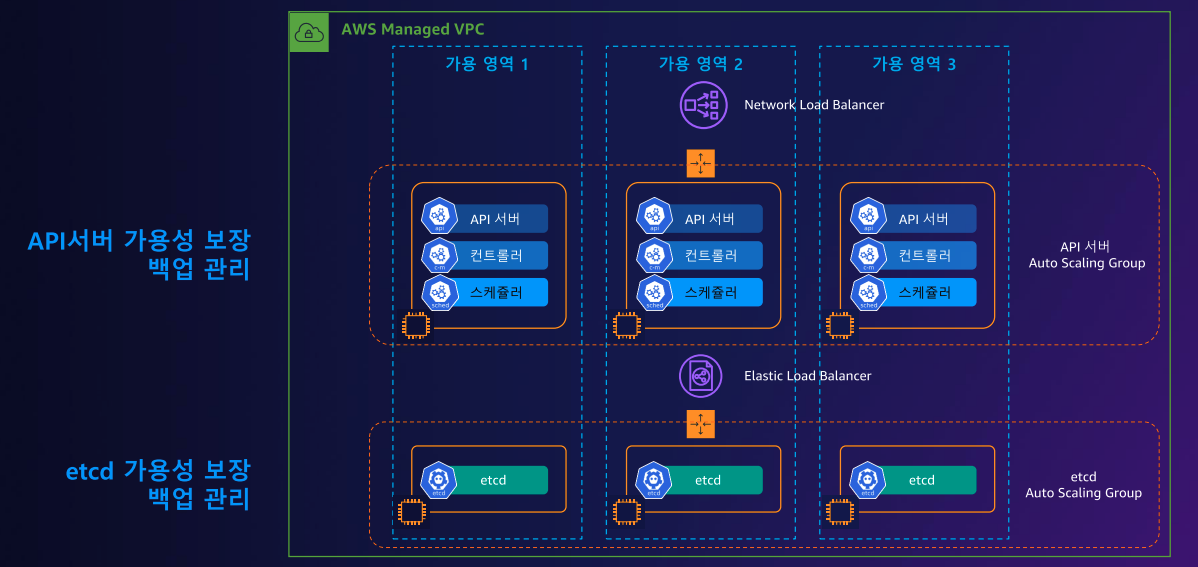 AWS Managed VPC
가용 영역 1
가용 영역 2
가용 영역 3
Network Load Balancer
API서버 가용성 보장
백업 관리
api
API 서버
c-m
컨트롤러
sched
스케쥴러
api
API 서버
c-m
컨트롤러
sched
스케쥴러
api
API 서버
c-m
컨트롤러
sched
스케쥴러
API 서버
Auto Scaling Group
Elastic Load Balancer
etcd 가용성 보장
백업 관리
etcd
etcd
etcd
etcd
etcd
etcd
etcd
Auto Scaling Group